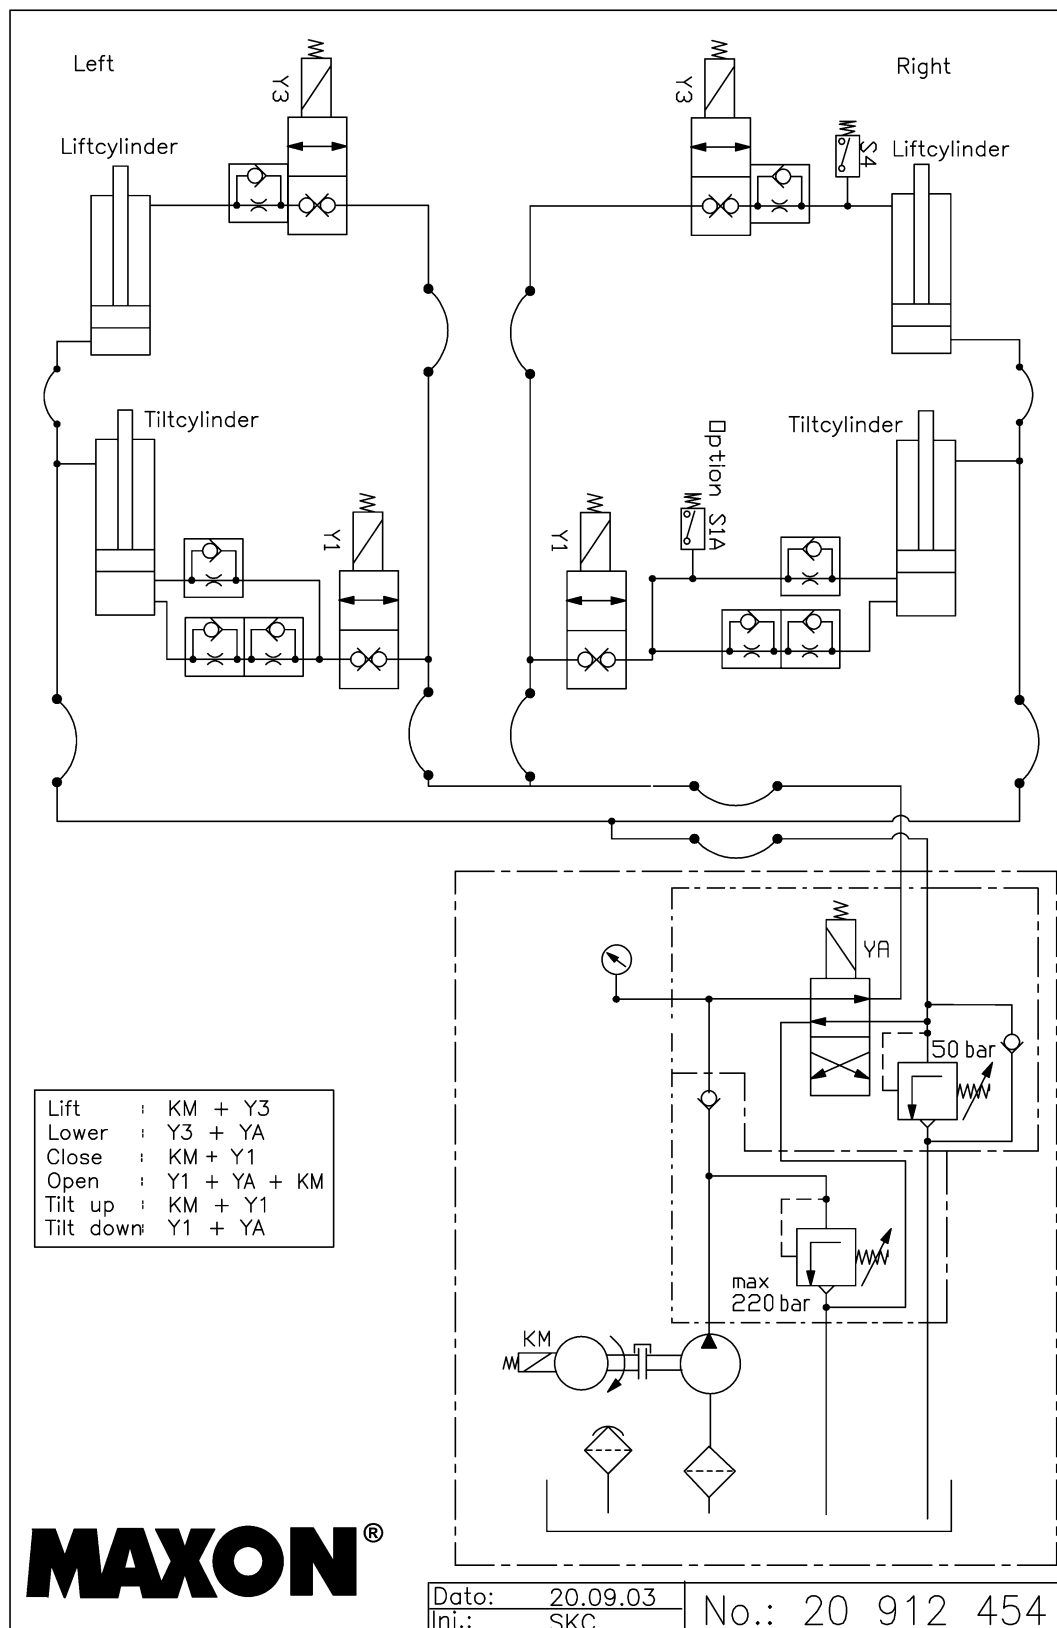 Left
Right
Y3
Y3
S4
Liftcylinder
Liftcylinder
Tiltcylinder
Tiltcylinder
Option S1A
Y1
Y1
YA
50 bar
Lift : KM + Y3
Lower : Y3 + YA
Close : KM + Y1
Open : Y1 + YA + KM
Tilt up : KM + Y1
Tilt down: Y1 + YA
max
220 bar
KM
MAXON®
Dato: 20.09.03
Inj.: SKC
No.: 20 912 454